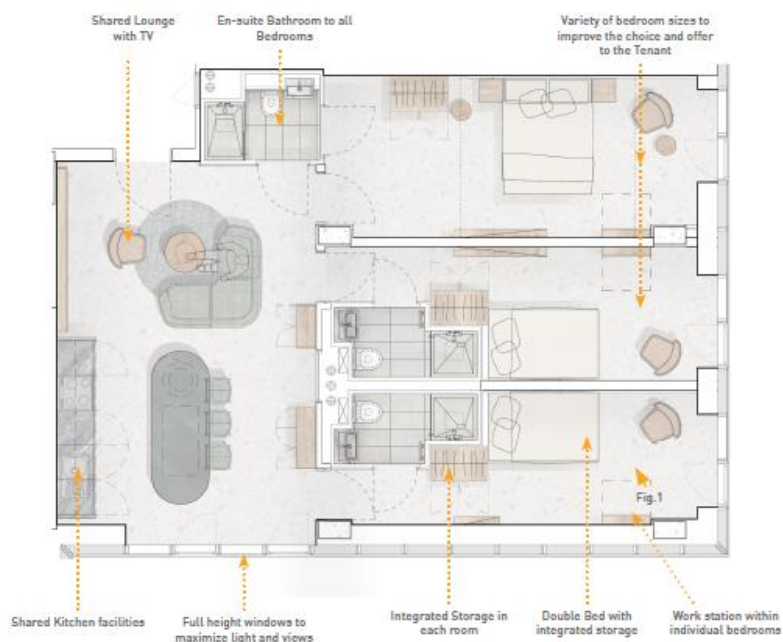 Shared Lounge
with TV
En-suite Bathroom to all
Bedrooms
Variety of bedroom sizes to
improve the choice and offer
to the Tenant
Fig.1
Shared Kitchen facilities
Full height windows to
maximize light and views
Integrated Storage in
each room
Double Bed with
integrated storage
Work station within
individual bedrooms